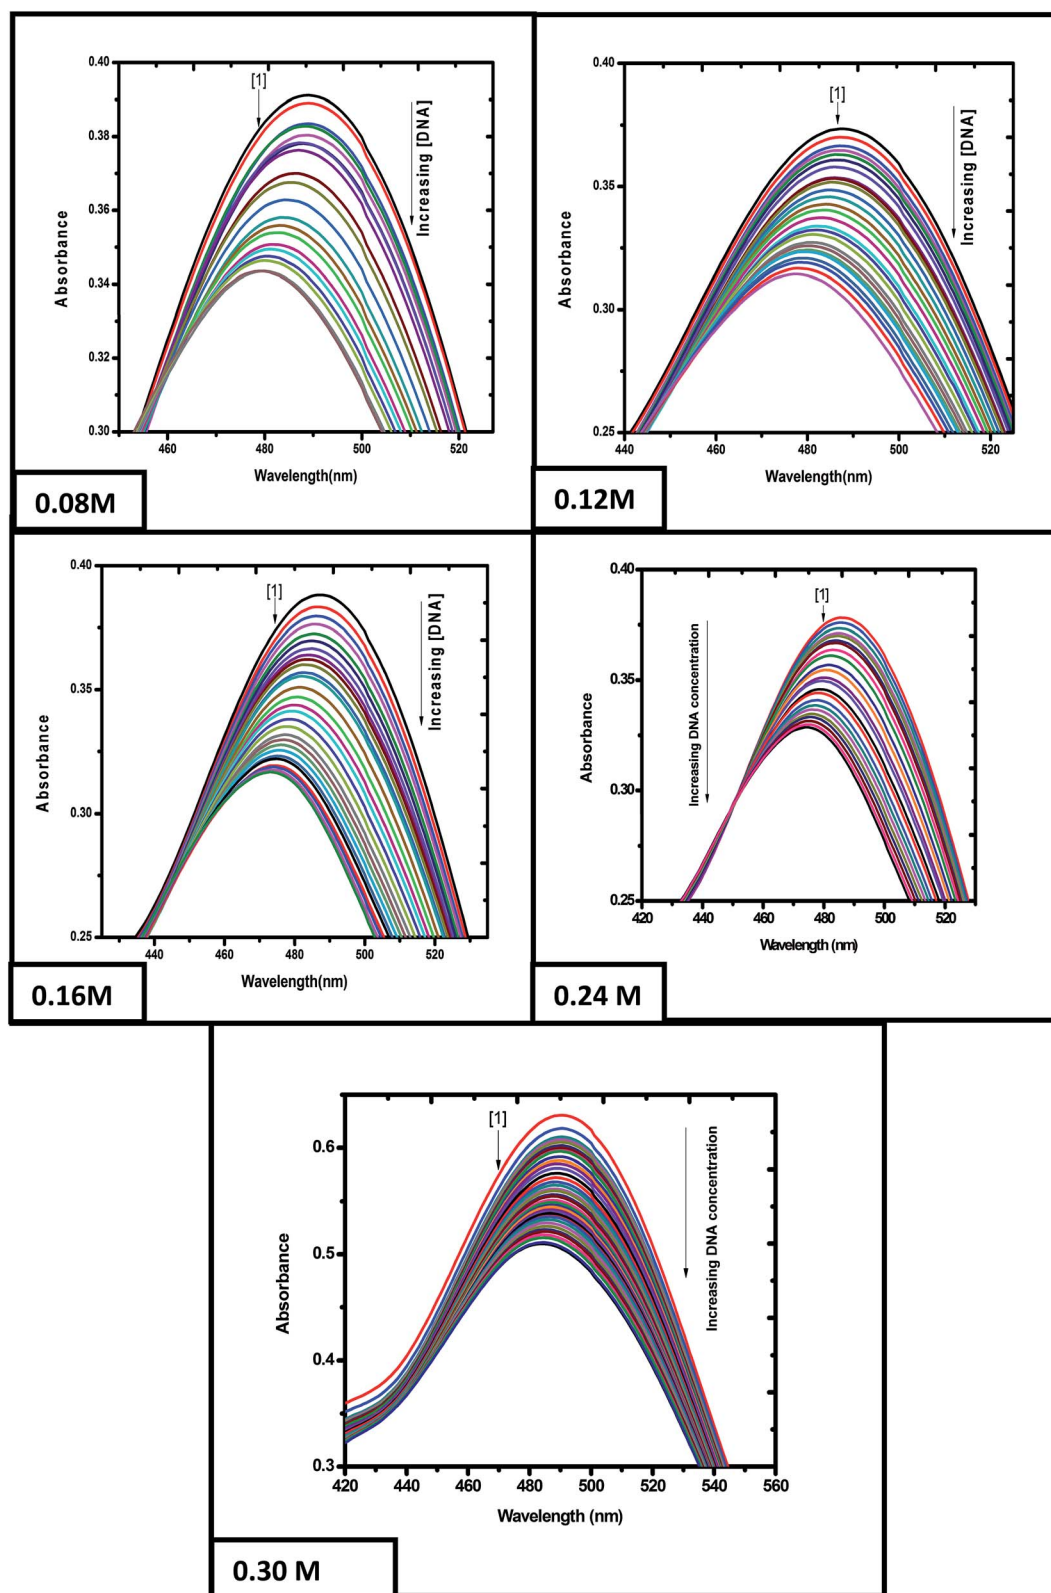 0.40
0.38
0.36
0.34
0.32
0.30
460
480
500
520
Absorbance
Wavelength(nm)
[1]
Increasing [DNA]
0.08M
0.40
0.35
0.30
0.25
440
460
480
500
520
Absorbance
Wavelength(nm)
[1]
Increasing [DNA]
0.12M
0.40
0.35
0.30
0.25
440
460
480
500
520
Absorbance
Wavelength(nm)
[1]
Increasing [DNA]
0.16M
0.40
0.35
0.30
0.25
420
440
460
480
500
520
Absorbance
Wavelength (nm)
[1]
Increasing DNA concentration
0.24 M
0.6
0.5
0.4
0.3
420
440
460
480
500
520
540
560
Absorbance
Wavelength (nm)
[1]
Increasing DNA concentration
0.30 M